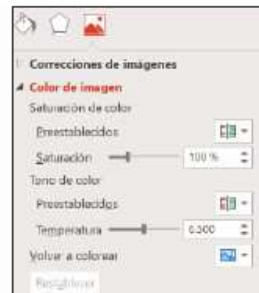 Correcciones de imágenes
Color de imagen
Saturación de color
Preestablecidos
Saturación 100 %
Tono de color
Preestablecidos
Temperatura 6.500
Volver a colorear
Restablecer